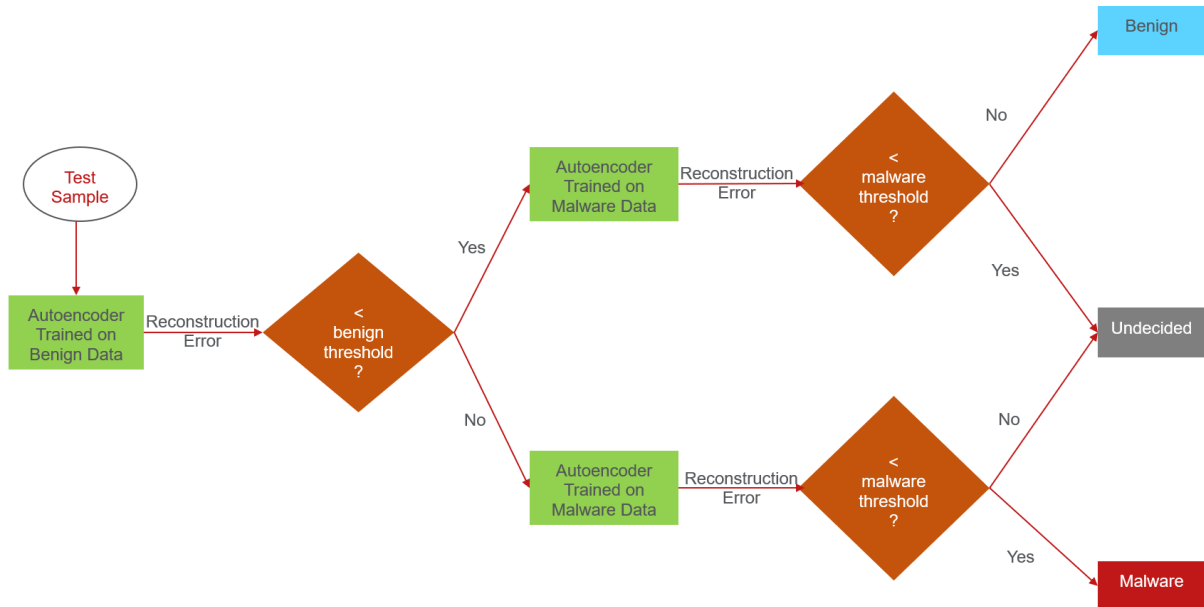 Test
Sample
Autoencoder
Trained on
Benign Data
Reconstruction
Error
<
benign
threshold
?
Yes
No
Autoencoder
Trained on
Malware Data
Reconstruction
Error
<
malware
threshold
?
No
Yes
Autoencoder
Trained on
Malware Data
Reconstruction
Error
<
malware
threshold
?
No
Yes
Benign
Undecided
Malware